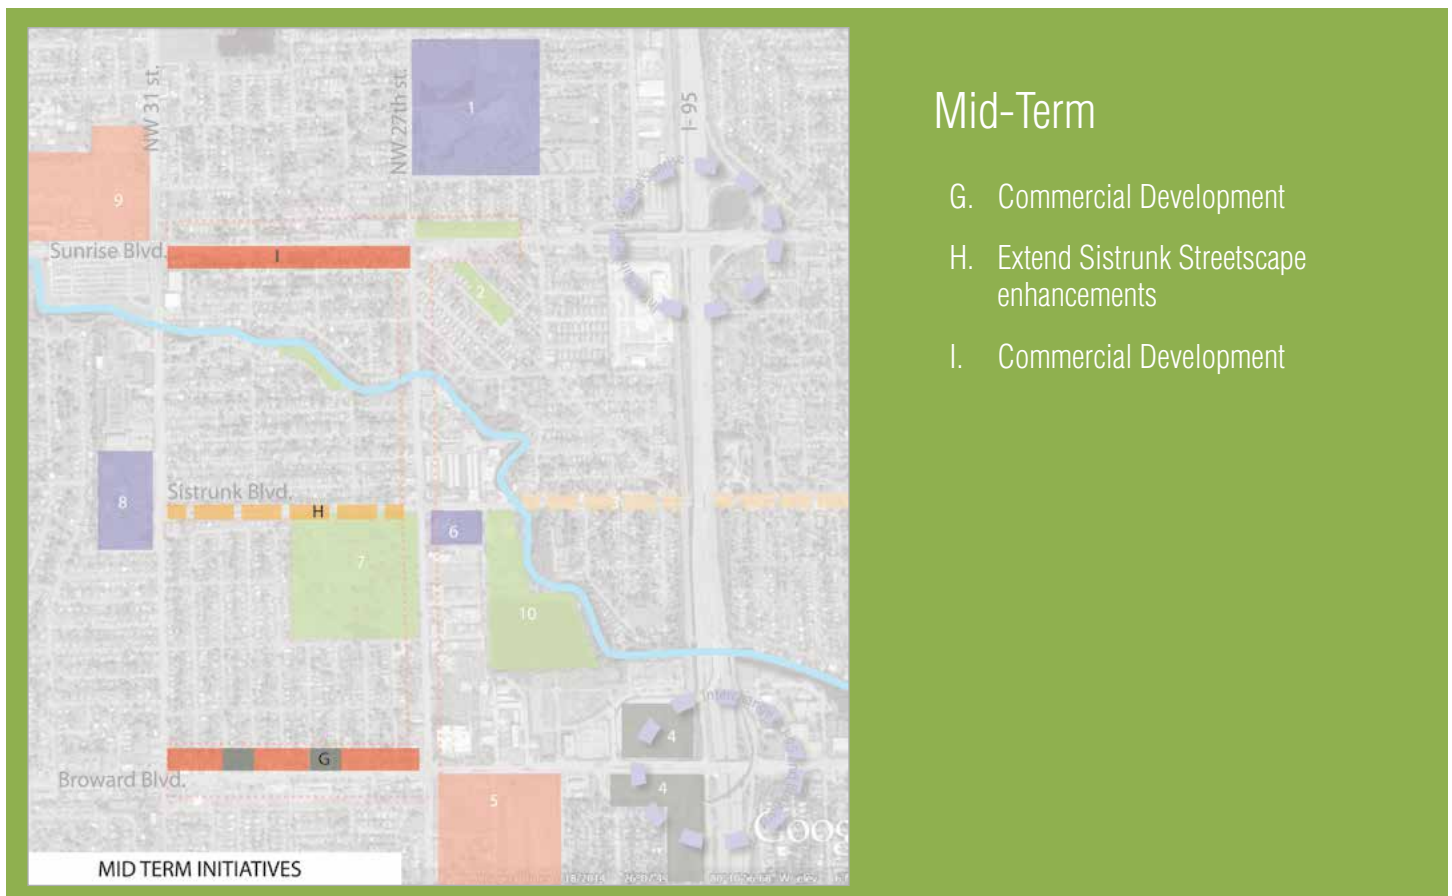 NW 31 st.
NW 27th st.
I- 95
1
9
Sunrise Blvd.
I
2
8
Sistrunk Blvd.
H
3
6
7
10
4
G
Broward Blvd.
5
4
MID TERM INITIATIVES
Mid-Term
G. Commercial Development
H. Extend Sistrunk Streetscape
enhancements
I. Commercial Development